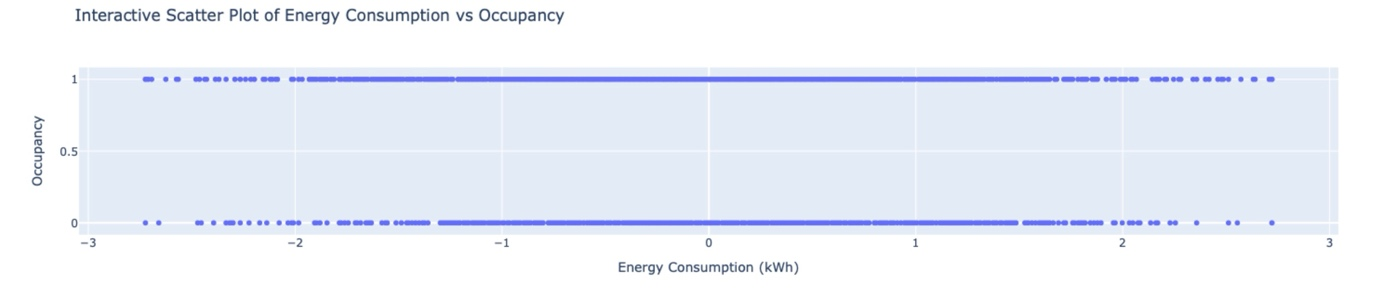 Interactive Scatter Plot of Energy Consumption vs Occupancy
1
0.5
0
Occupancy
−3 −2 −1 0 1 2 3
Energy Consumption (kWh)